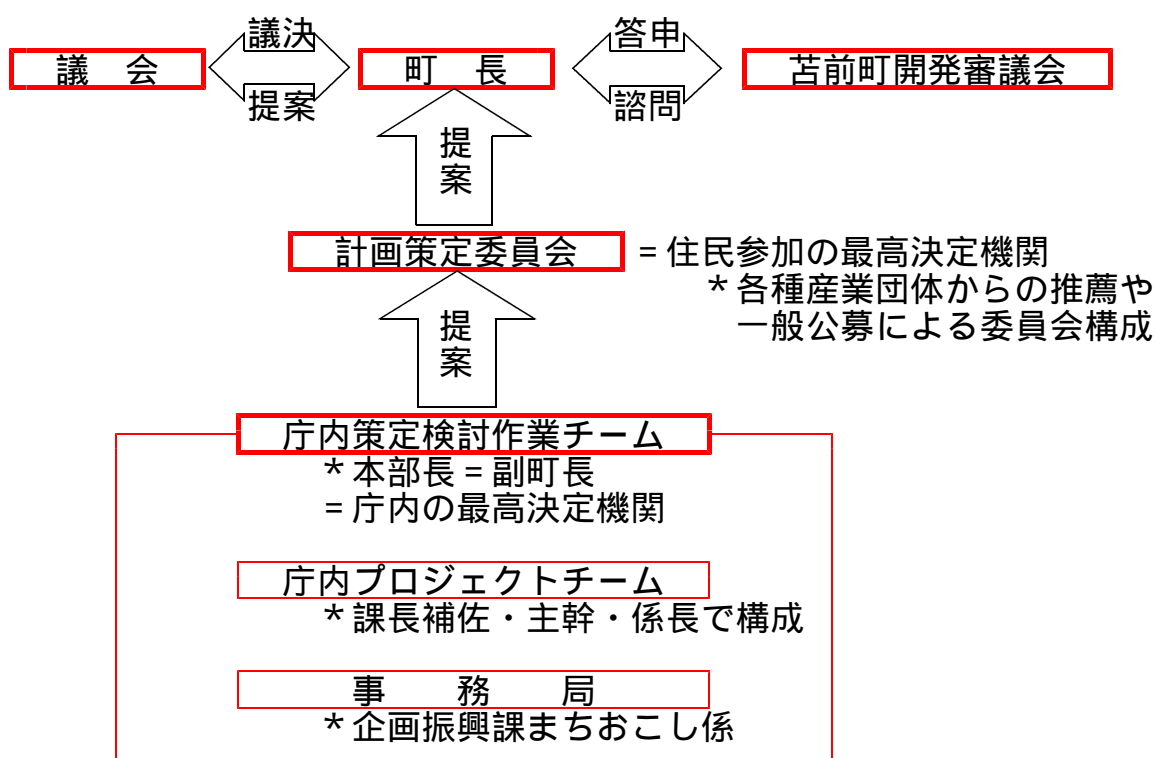 議決
議　会
町　長
提案
答申
苫前町開発審議会
諮問
提案
計画策定委員会
=住民参加の最高決定機関
*各種産業団体からの推薦や
一般公募による委員会構成
提案
庁内策定検討作業チーム
*本部長=副町長
=庁内の最高決定機関
庁内プロジェクトチーム
*課長補佐・主幹・係長で構成
事　務　局
*企画振興課まちおこし係